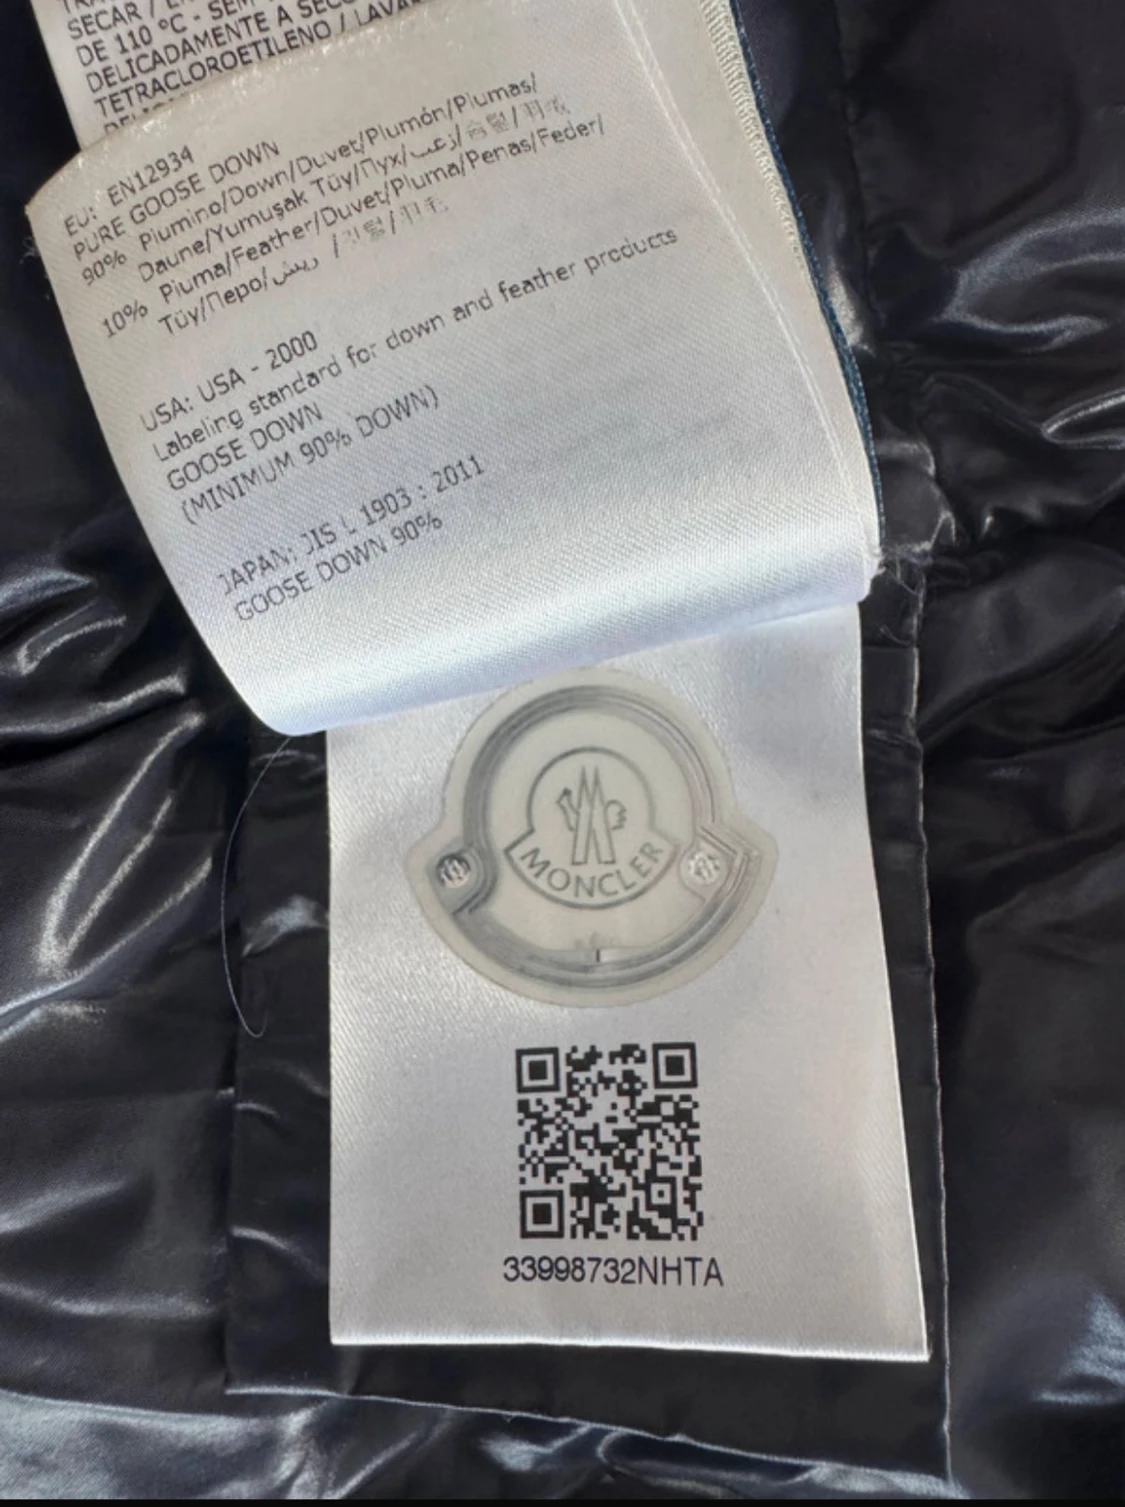 SECAR /
DE 110 °C - SEM
DELICADAMENTE A SECO
TETRACLOROETILENO / LAVA
EU: EN12934
PURE GOOSE DOWN
90% Piumino/Down/Duvet/Plumón/Plumas/
Daune/Yumuşak Tüy/Пух/زغب/솜털/羽绒
10% Piuma/Feather/Duvet/Pluma/Penas/Feder/
Tüy/Перо/ريش /깃털/羽毛
USA: USA - 2000
Labeling standard for down and feather products
GOOSE DOWN
(MINIMUM 90% DOWN)
JAPAN: JIS L 1903 : 2011
GOOSE DOWN 90%
MONCLER
33998732NHTA